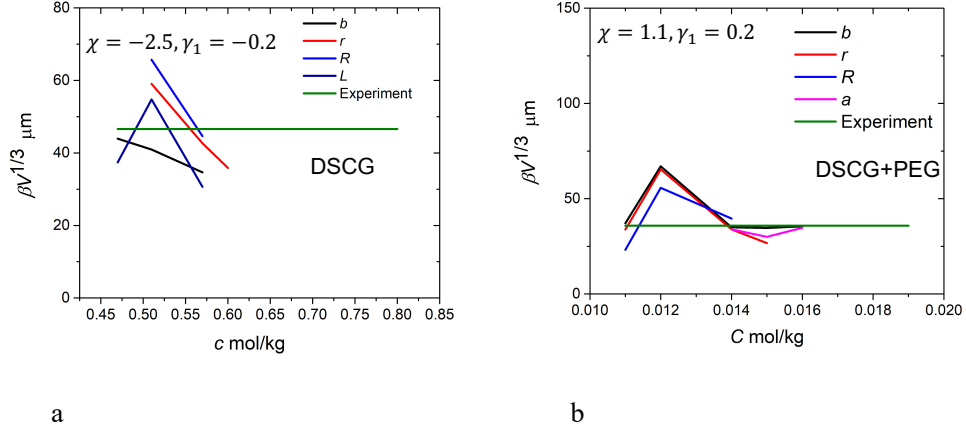 80
60
40
20
0
βV1/3 μm
χ = −2.5, γ1 = −0.2
b
r
R
L
Experiment
DSCG
0.45 0.50 0.55 0.60 0.65 0.70 0.75 0.80 0.85
c mol/kg
a
150
100
50
0
βV1/3 μm
χ = 1.1, γ1 = 0.2
b
r
R
a
Experiment
DSCG+PEG
0.010 0.012 0.014 0.016 0.018 0.020
C mol/kg
b